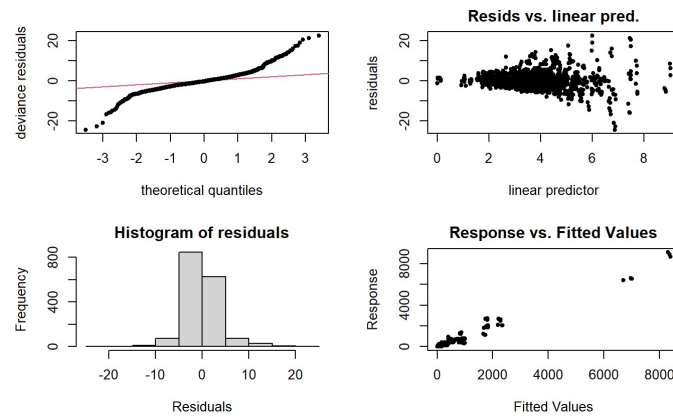 deviance residuals
20
0
-20
-3 -2 -1 0 1 2 3
theoretical quantiles
Resids vs. linear pred.
residuals
20
0
-20
0 2 4 6 8
linear predictor
Histogram of residuals
Frequency
800
400
0
-20 -10 0 10 20
Residuals
Response vs. Fitted Values
Response
8000
4000
0
0 2000 4000 6000 8000
Fitted Values